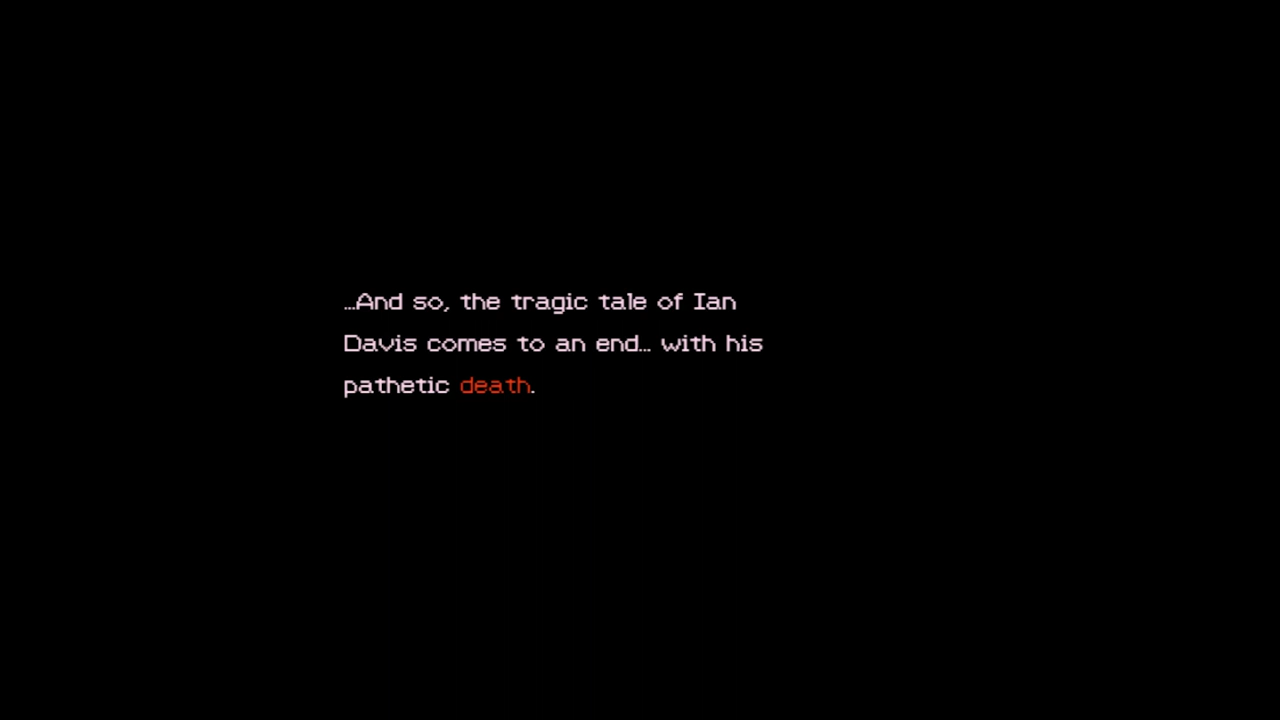 …And so, the tragic tale of Ian
Davis comes to an end… with his
pathetic death.